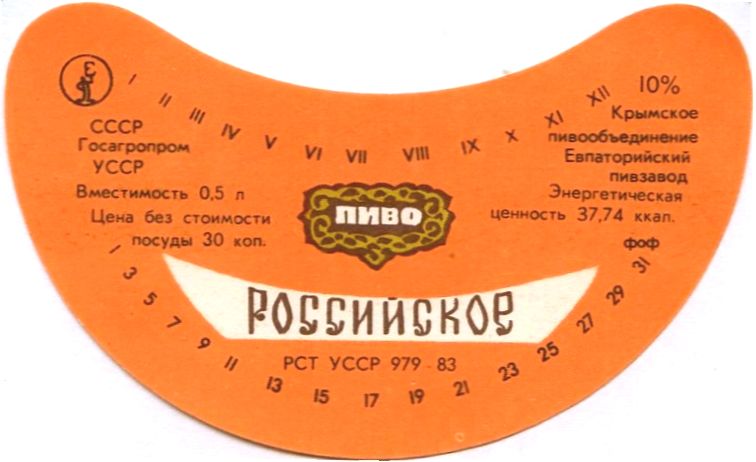 I II III IV V VI VII VIII IX X XI XII
10%
СССР
Госагропром
УССР
Вместимость 0,5 л
Цена без стоимости
посуды 30 коп.
Крымское
пивообъединение
Евпаторийский
пивзавод
Энергетическая
ценность 37,74 ккал.
фоф
ПИВО
РОССИЙСКОЕ
РСТ УССР 979 - 83
1 3 5 7 9 11 13 15 17 19 21 23 25 27 29 31